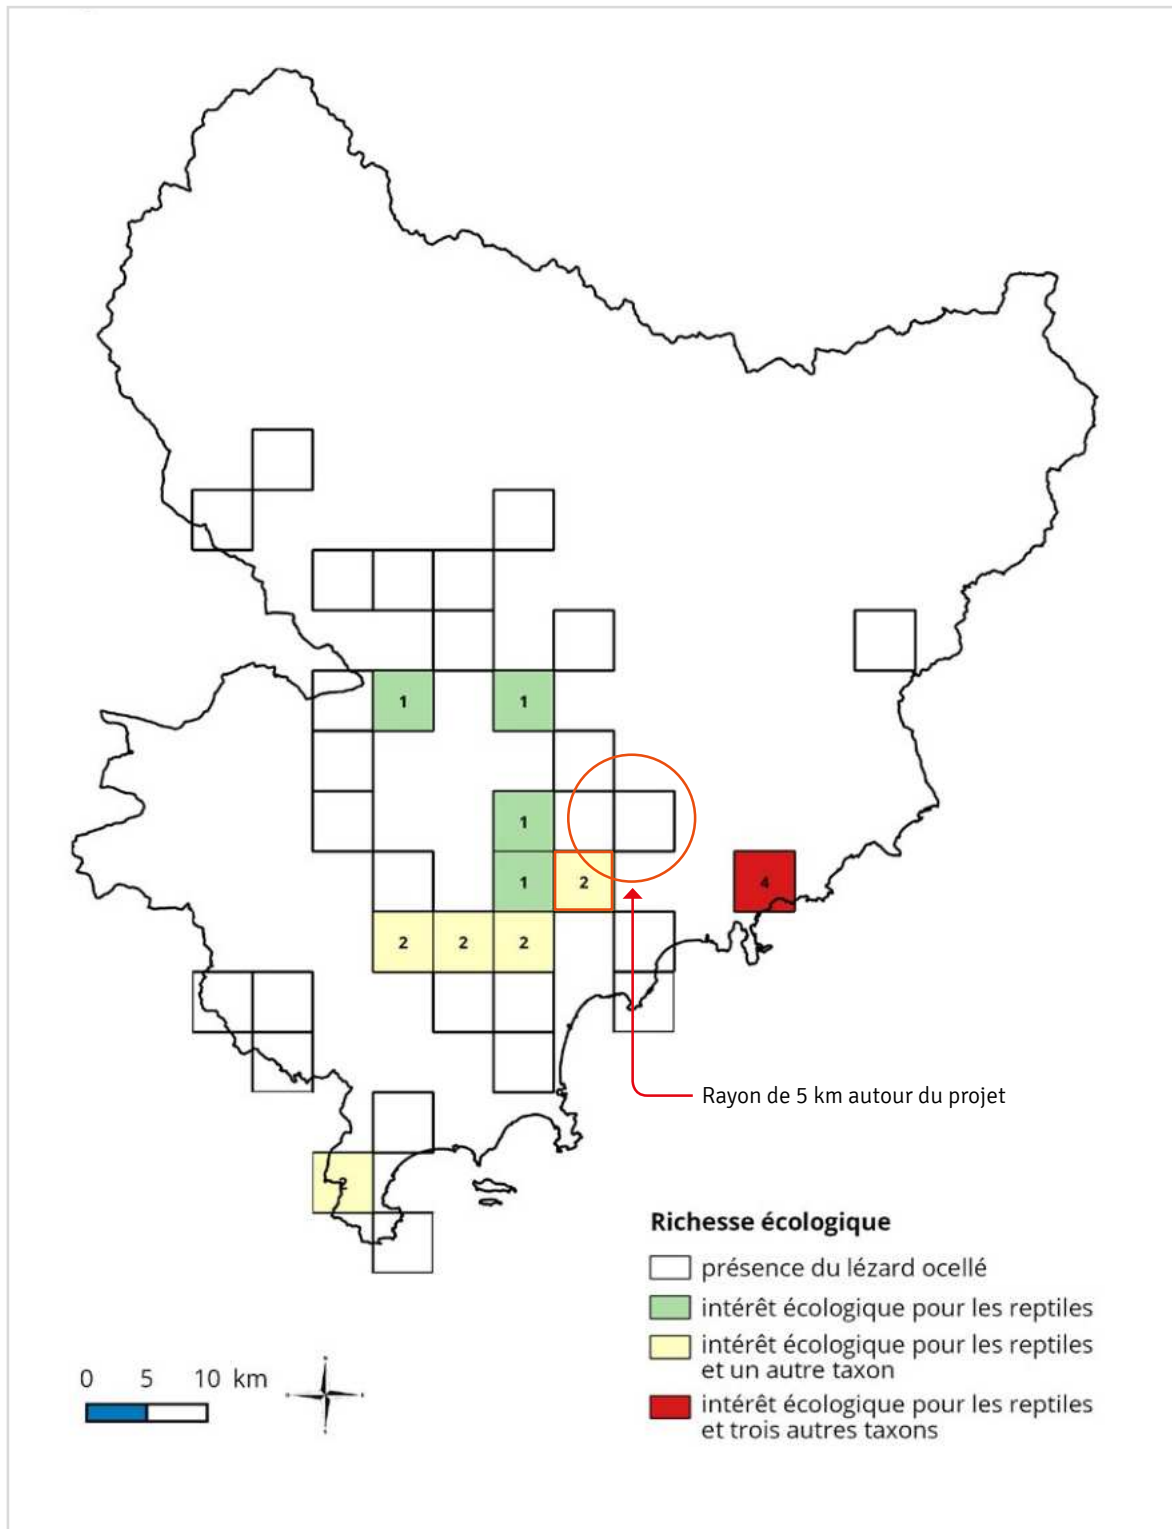 1 1
1
1 2 4
2 2 2
Rayon de 5 km autour du projet
2
Richesse écologique
présence du lézard ocellé
intérêt écologique pour les reptiles
intérêt écologique pour les reptiles
et un autre taxon
intérêt écologique pour les reptiles
et trois autres taxons
0 5 10 km